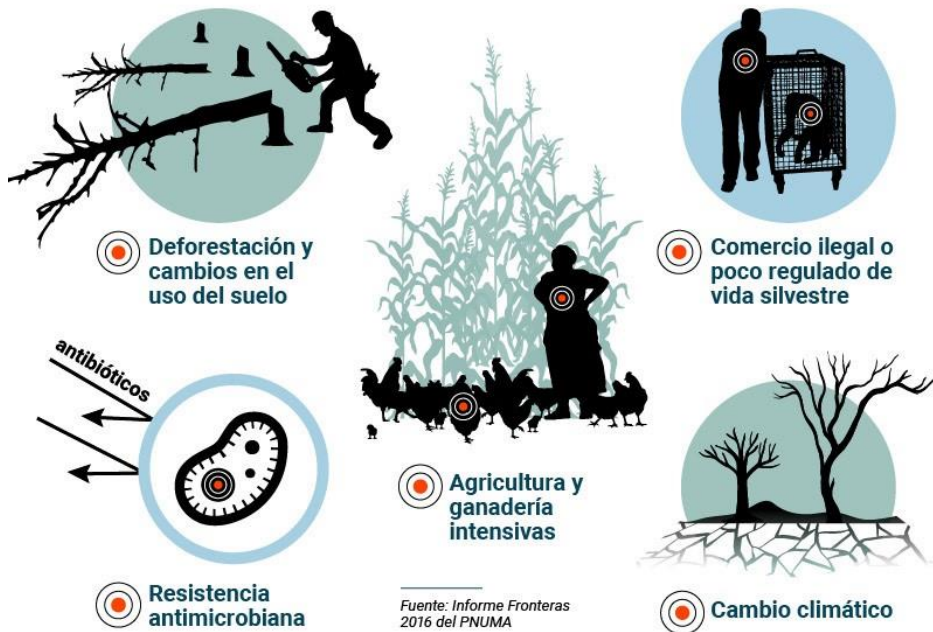 Deforestación y
cambios en el
uso del suelo
Comercio ilegal o
poco regulado de
vida silvestre
antibióticos
Agricultura y
ganadería
intensivas
Resistencia
antimicrobiana
Fuente: Informe Fronteras
2016 del PNUMA
Cambio climático